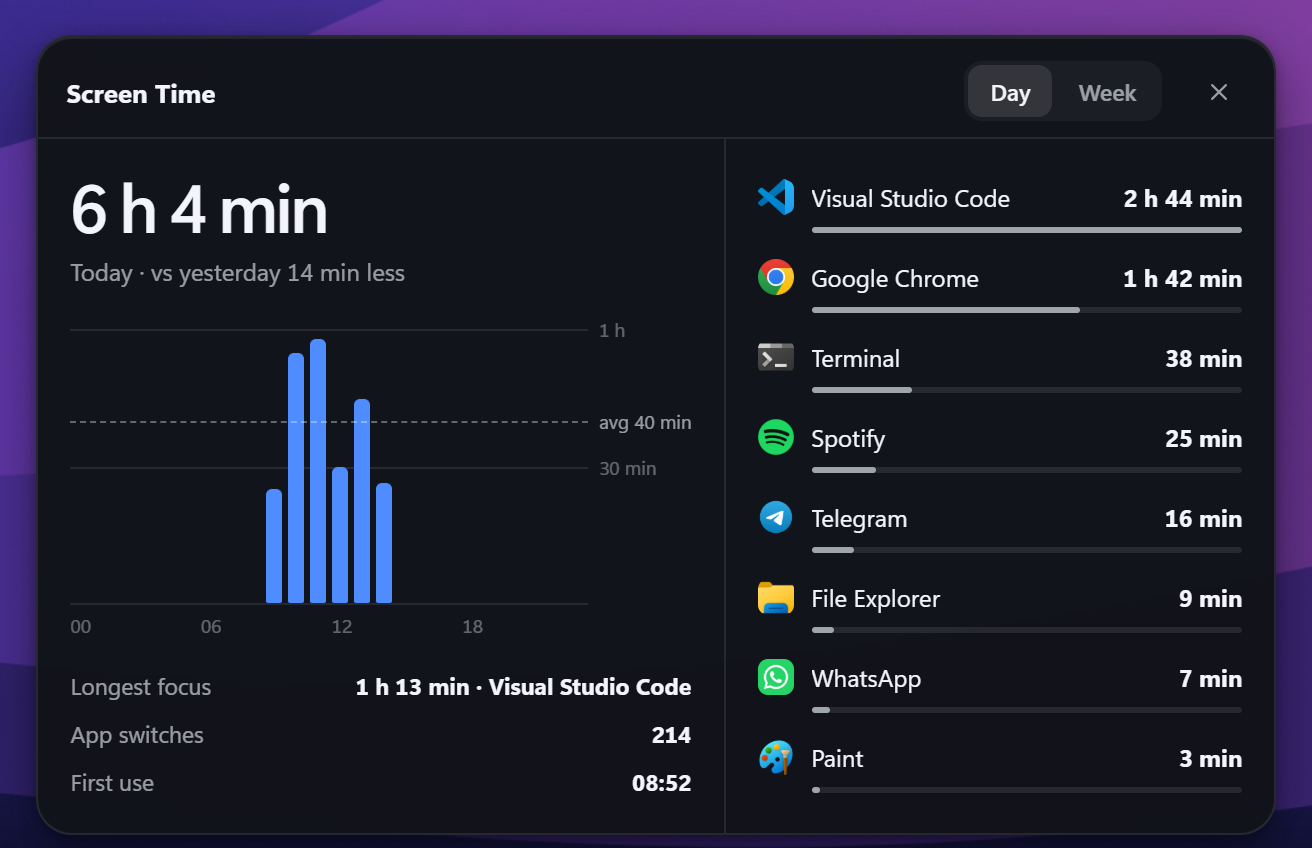 Screen Time
Day
Week
6 h 4 min
Today · vs yesterday 14 min less
1 h
avg 40 min
30 min
00 06 12 18
Longest focus 1 h 13 min · Visual Studio Code
App switches 214
First use 08:52
Visual Studio Code 2 h 44 min
Google Chrome 1 h 42 min
Terminal 38 min
Spotify 25 min
Telegram 16 min
File Explorer 9 min
WhatsApp 7 min
Paint 3 min